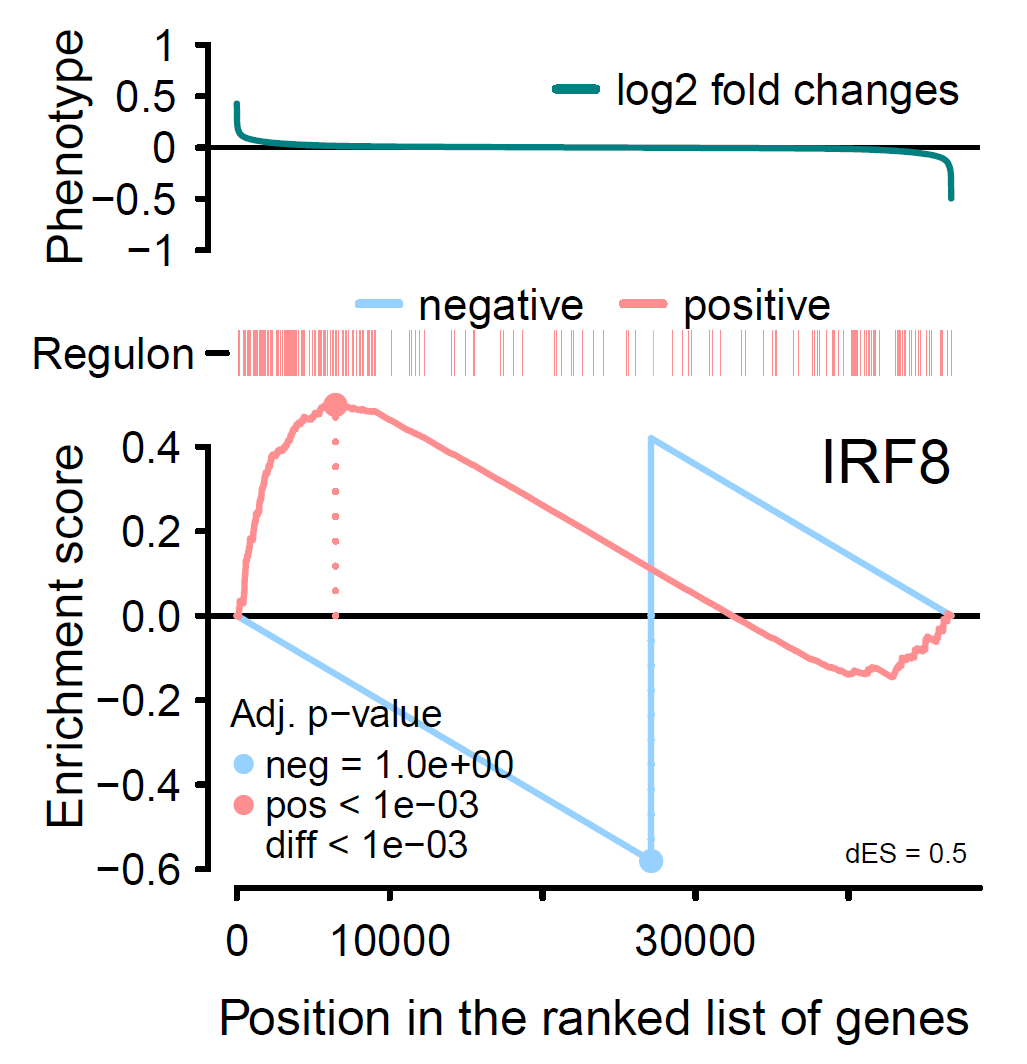 1
0.5
0
−0.5
−1
Phenotype
log2 fold changes
negative positive
Regulon
0.4
0.2
0.0
−0.2
−0.4
−0.6
Enrichment score
IRF8
Adj. p−value
neg = 1.0e+00
pos < 1e−03
diff < 1e−03
dES = 0.5
0 10000 30000
Position in the ranked list of genes